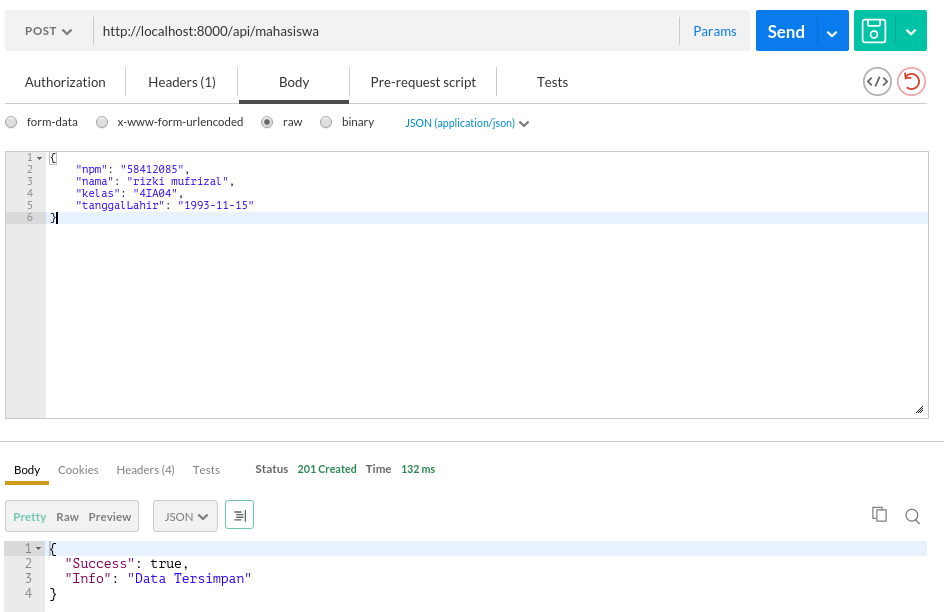 POST http://localhost:8000/api/mahasiswa Params Send
Authorization Headers (1) Body Pre-request script Tests
form-data x-www-form-urlencoded raw binary JSON (application/json)
1 {
2 "npm": "58412085",
3 "nama": "rizki mufrizal",
4 "kelas": "4IA04",
5 "tanggalLahir": "1993-11-15"
6 }
Body Cookies Headers (4) Tests Status 201 Created Time 132 ms
Pretty Raw Preview JSON
1 {
2 "Success": true,
3 "Info": "Data Tersimpan"
4 }